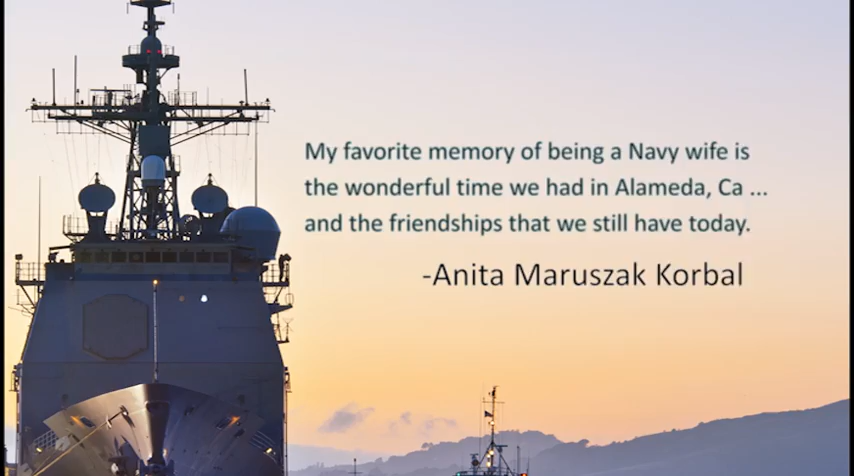 My favorite memory of being a Navy wife is
the wonderful time we had in Alameda, Ca ...
and the friendships that we still have today.
-Anita Maruszak Korbal